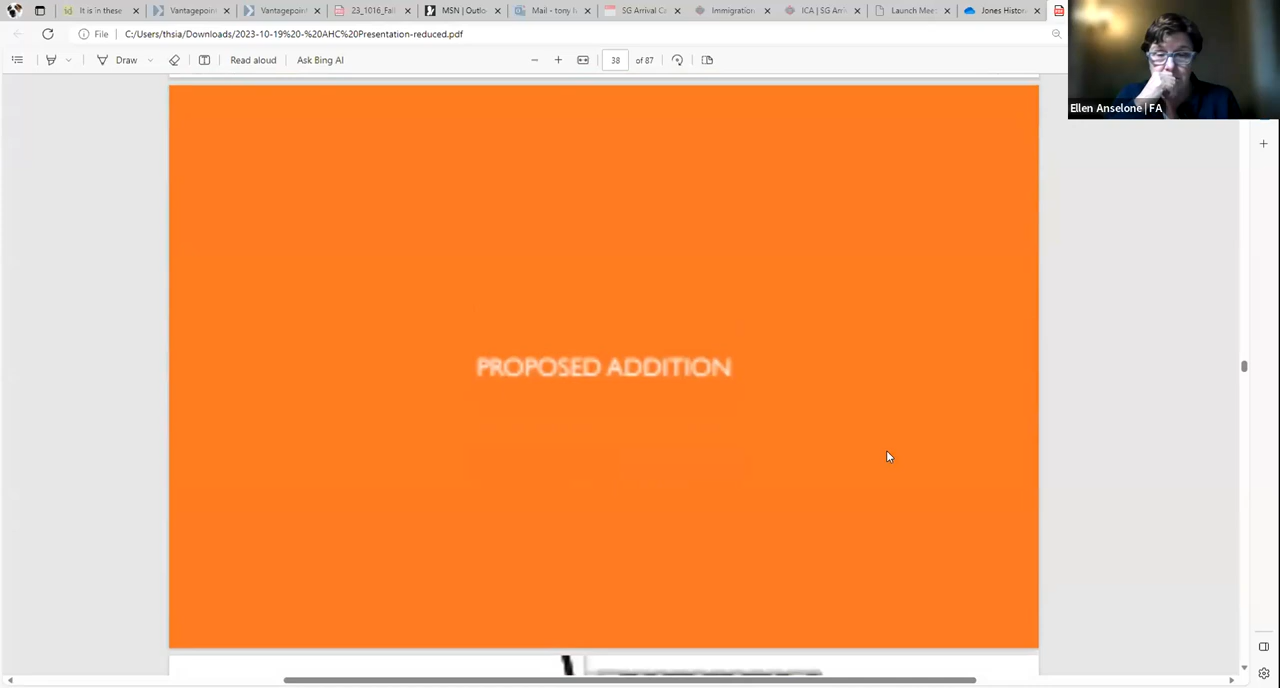 It is in these
Vantagepoint
Vantagepoint
23_1016_Fall
MSN | Outlo
Mail - tony l
SG Arrival Ca
Immigration
ICA | SG Arri
Launch Mee
Jones Histor
File
C:/Users/thsia/Downloads/2023-10-19%20-%20AHC%20Presentation-reduced.pdf
Draw
Read aloud
Ask Bing AI
38
of 87
Ellen Anselone | FA
PROPOSED ADDITION